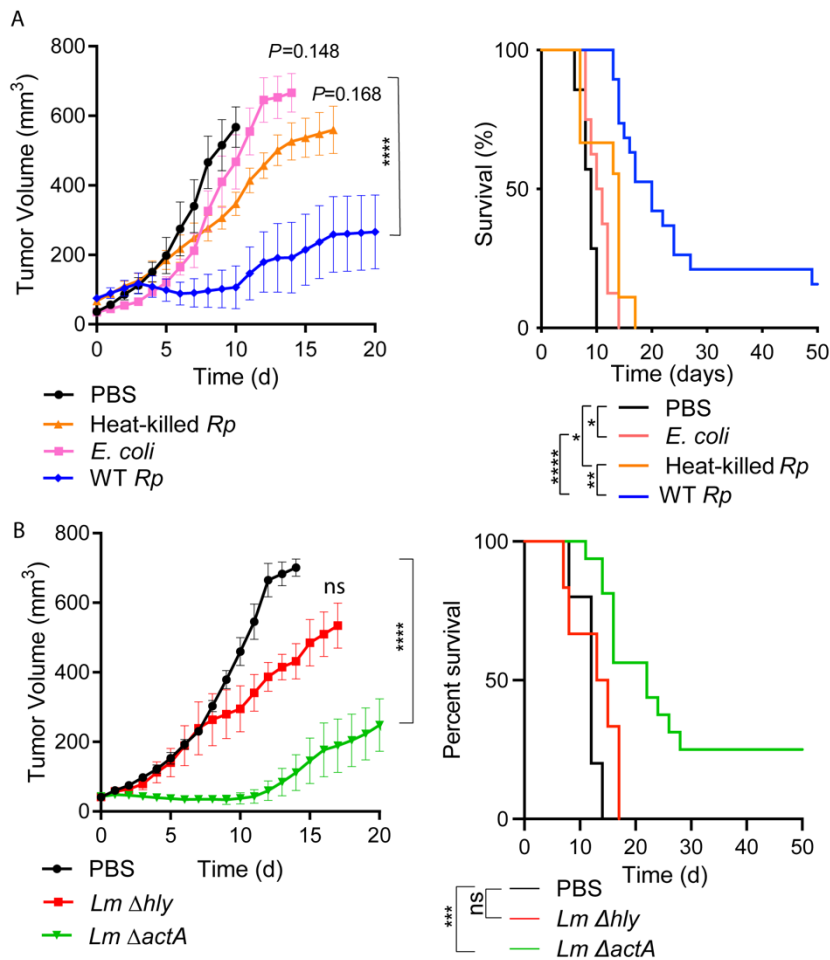 A
Tumor Volume (mm³)
800
600
400
200
0
P=0.148
P=0.168
****
0 5 10 15 20
Time (d)
PBS
Heat-killed Rp
E. coli
WT Rp
Survival (%)
100
50
0
0 10 20 30 40 50
Time (days)
PBS
E. coli
Heat-killed Rp
WT Rp
*
*
**
****
B
Tumor Volume (mm³)
800
600
400
200
0
ns
****
0 5 10 15 20
Time (d)
PBS
Lm Δhly
Lm ΔactA
Percent survival
100
50
0
0 10 20 30 40 50
Time (d)
PBS
Lm Δhly
Lm ΔactA
ns
***